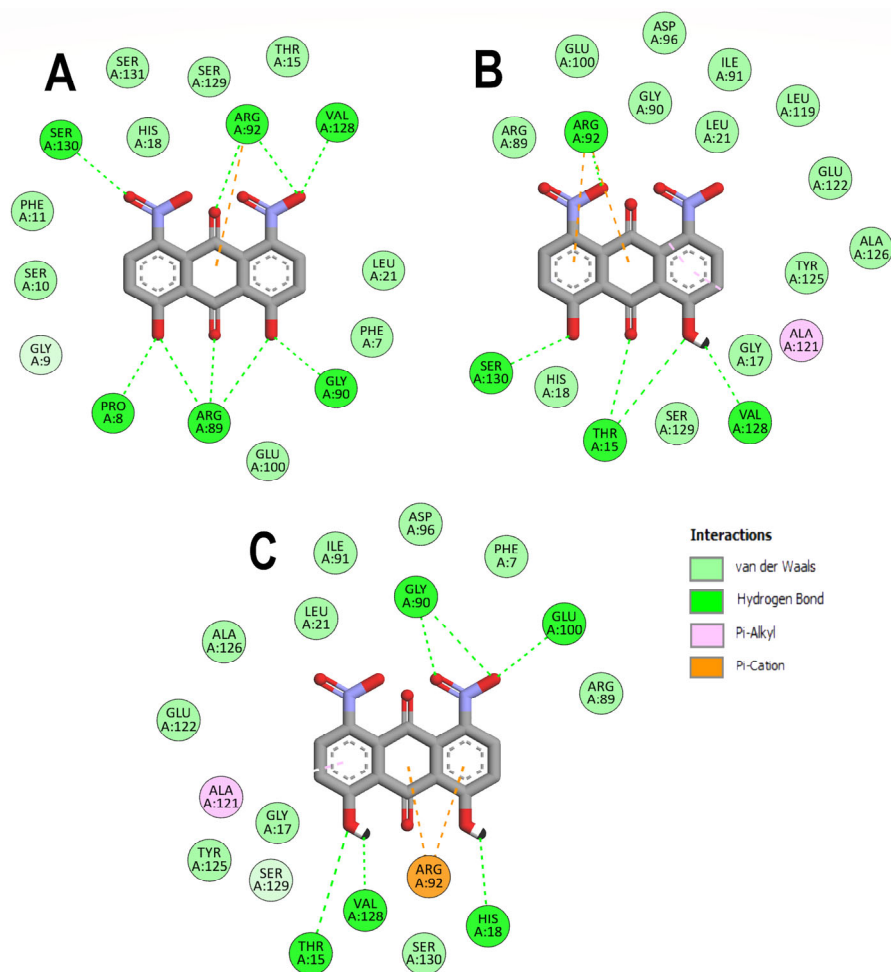 A
SER
A:131
SER
A:129
THR
A:15
SER
A:130
HIS
A:18
ARG
A:92
VAL
A:128
PHE
A:11
SER
A:10
GLY
A:9
LEU
A:21
PHE
A:7
PRO
A:8
ARG
A:89
GLY
A:90
GLU
A:100
B
GLU
A:100
ASP
A:96
ILE
A:91
GLY
A:90
LEU
A:119
ARG
A:89
ARG
A:92
LEU
A:21
GLU
A:122
ALA
A:126
TYR
A:125
ALA
A:121
GLY
A:17
SER
A:130
HIS
A:18
THR
A:15
SER
A:129
VAL
A:128
C
ASP
A:96
ILE
A:91
PHE
A:7
GLY
A:90
LEU
A:21
GLU
A:100
ALA
A:126
ARG
A:89
GLU
A:122
ALA
A:121
GLY
A:17
TYR
A:125
SER
A:129
ARG
A:92
VAL
A:128
HIS
A:18
THR
A:15
SER
A:130
Interactions
van der Waals
Hydrogen Bond
Pi-Alkyl
Pi-Cation